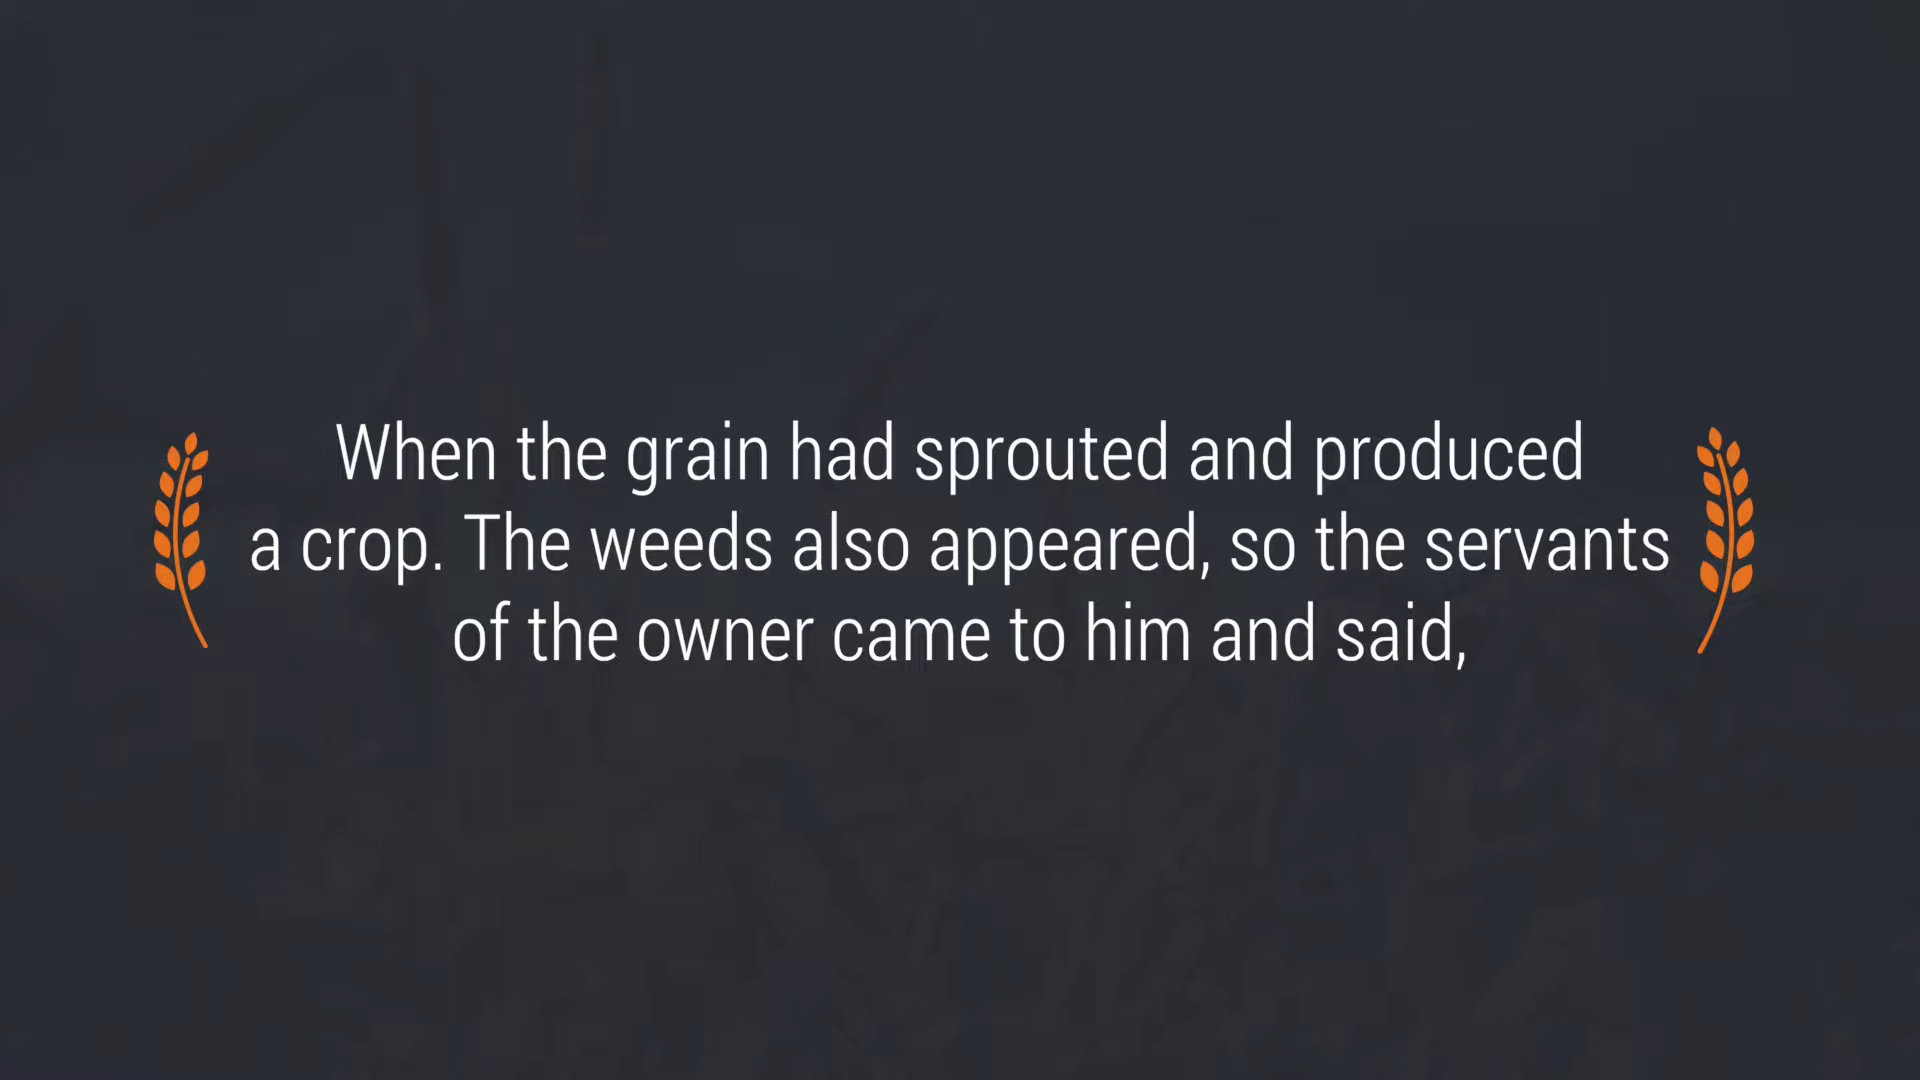 When the grain had sprouted and produced
a crop. The weeds also appeared, so the servants
of the owner came to him and said,